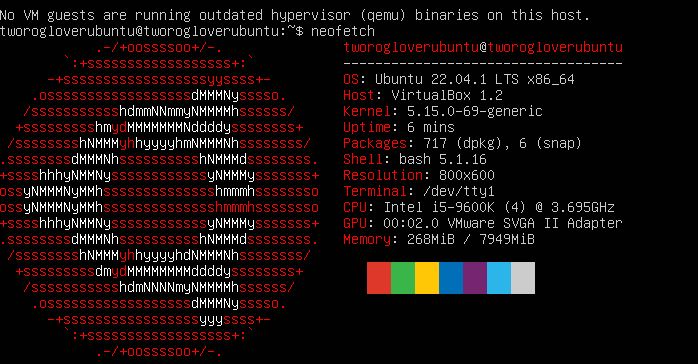 No VM guests are running outdated hypervisor (qemu) binaries on this host.
tworogloverubuntu@tworogloverubuntu:~$ neofetch
.-/+oossssoo+/-. tworogloverubuntu@tworogloverubuntu
`:+ssssssssssssssssss+:` -----------------------------------
-+ssssssssssssssssssyyssss+- OS: Ubuntu 22.04.1 LTS x86_64
.ossssssssssssssssssdMMMNysssso. Host: VirtualBox 1.2
/ssssssssssshdmmNNmmyNMMMMhssssss/ Kernel: 5.15.0-69-generic
+ssssssssshmydMMMMMMMNddddyssssssss+ Uptime: 6 mins
/sssssssshNMMMyhhyyyyhmNMMMNhssssssss/ Packages: 717 (dpkg), 6 (snap)
.ssssssssdMMMNhsssssssssshNMMMdssssssss. Shell: bash 5.1.16
+sssshhhyNMMNyssssssssssssyNMMMysssssss+ Resolution: 800x600
ossyNMMMNyMMhsssssssssssssshmmmhssssssso Terminal: /dev/tty1
ossyNMMMNyMMhsssssssssssssshmmmhssssssso CPU: Intel i5-9600K (4) @ 3.695GHz
+sssshhhyNMMNyssssssssssssyNMMMysssssss+ GPU: 00:02.0 VMware SVGA II Adapter
.ssssssssdMMMNhsssssssssshNMMMdssssssss. Memory: 268MiB / 7949MiB
/sssssssshNMMMyhhyyyyhdNMMMNhssssssss/
+sssssssssdmydMMMMMMMMddddyssssssss+
/ssssssssssshdmNNNNmyNMMMMhssssss/
.ossssssssssssssssssdMMMNysssso.
-+sssssssssssssssssyyyssss+-
`:+ssssssssssssssssss+:`
.-/+oossssoo+/-.